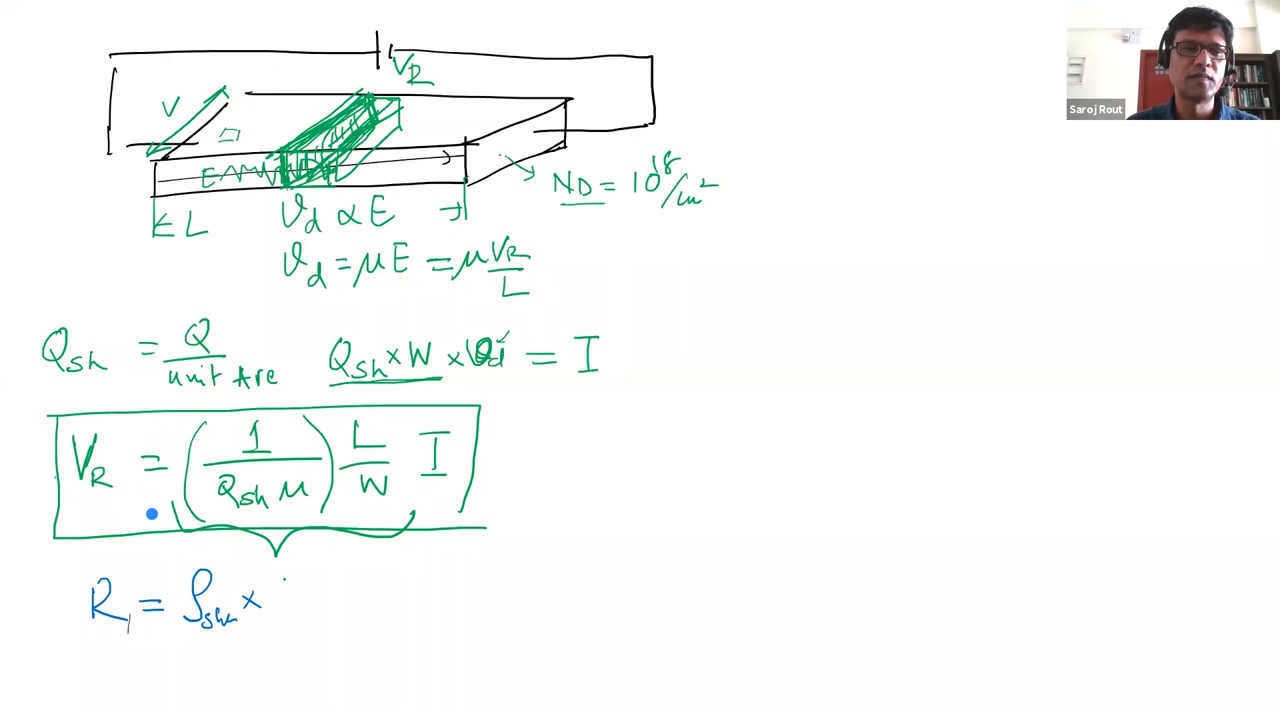 V_R
V
E
N_D = 10^18/cm^2
L
v_d ∝ E
v_d = μE = μ V_R/L
Q_sh = Q/unit Are Q_sh × W × v_d = I
V_R = (1/(Q_sh μ)) L/W I
R = ρ_sh ×
Saroj Rout